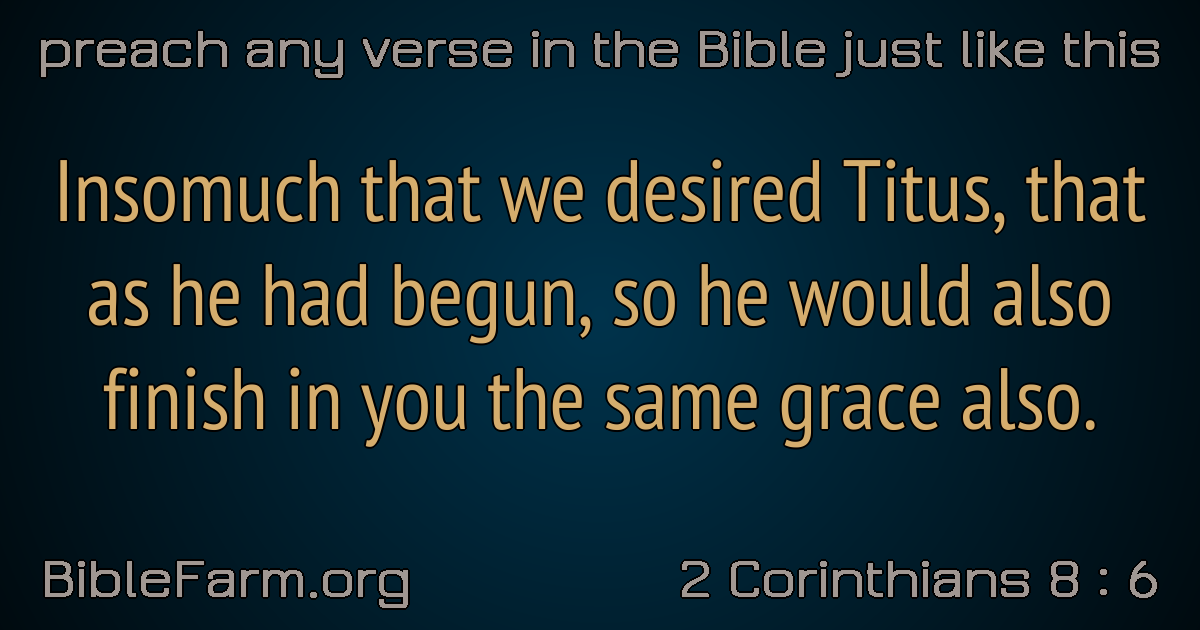 preach any verse in the Bible just like this
Insomuch that we desired Titus, that
as he had begun, so he would also
finish in you the same grace also.
BibleFarm.org
2 Corinthians 8 : 6